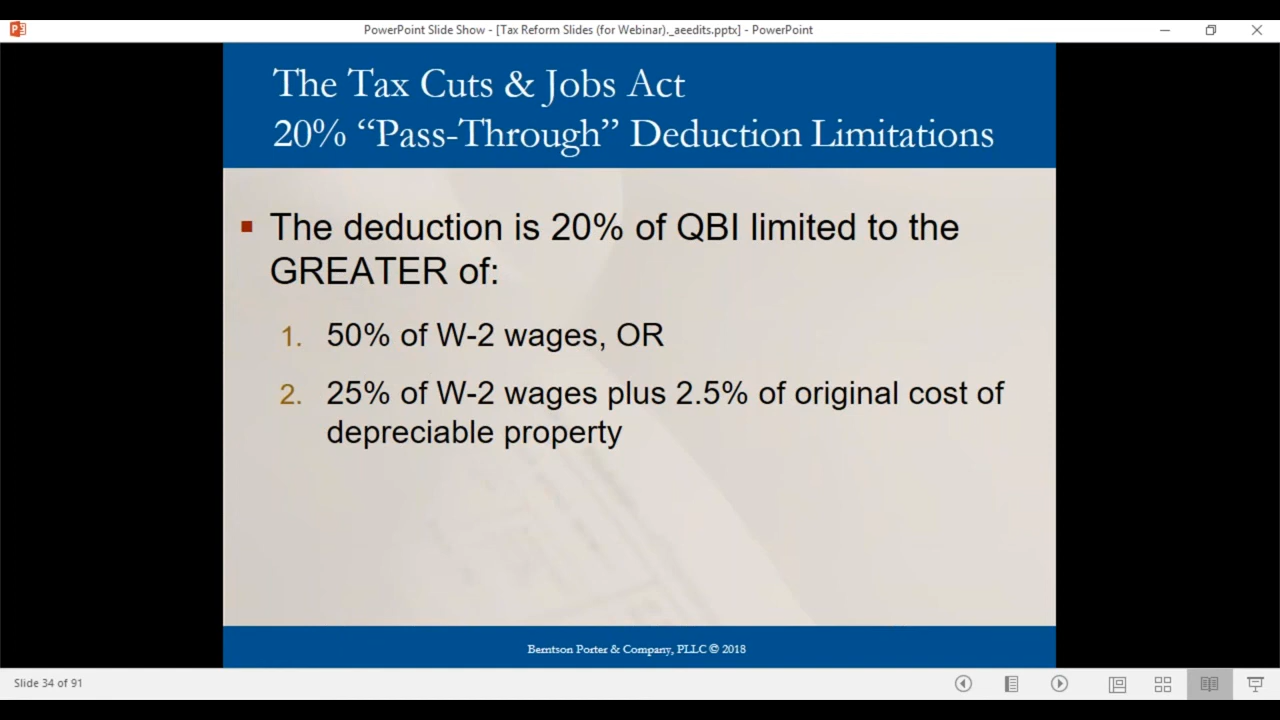 PowerPoint Slide Show - [Tax Reform Slides (for Webinar)._aeedits.pptx] - PowerPoint
The Tax Cuts & Jobs Act
20% “Pass-Through” Deduction Limitations
▪ The deduction is 20% of QBI limited to the
GREATER of:
1. 50% of W-2 wages, OR
2. 25% of W-2 wages plus 2.5% of original cost of
depreciable property
Berntson Porter & Company, PLLC © 2018
Slide 34 of 91